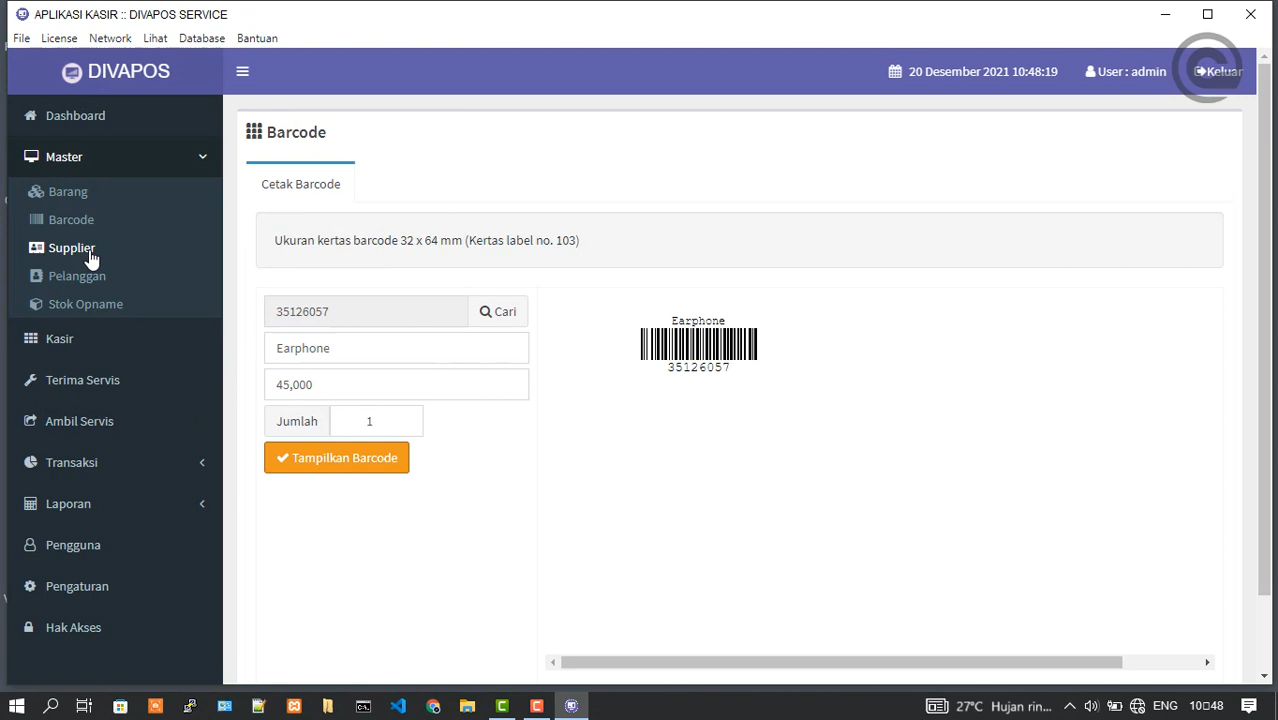 APLIKASI KASIR :: DIVAPOS SERVICE
File License Network Lihat Database Bantuan
DIVAPOS
20 Desember 2021 10:48:19
User : admin
Keluar
Dashboard
Master
Barang
Barcode
Supplier
Pelanggan
Stok Opname
Kasir
Terima Servis
Ambil Servis
Transaksi
Laporan
Pengguna
Pengaturan
Hak Akses
Barcode
Cetak Barcode
Ukuran kertas barcode 32 x 64 mm (Kertas label no. 103)
35126057
Cari
Earphone
45,000
Jumlah 1
Tampilkan Barcode
Earphone
35126057
27°C Hujan rin...
ENG
10:48